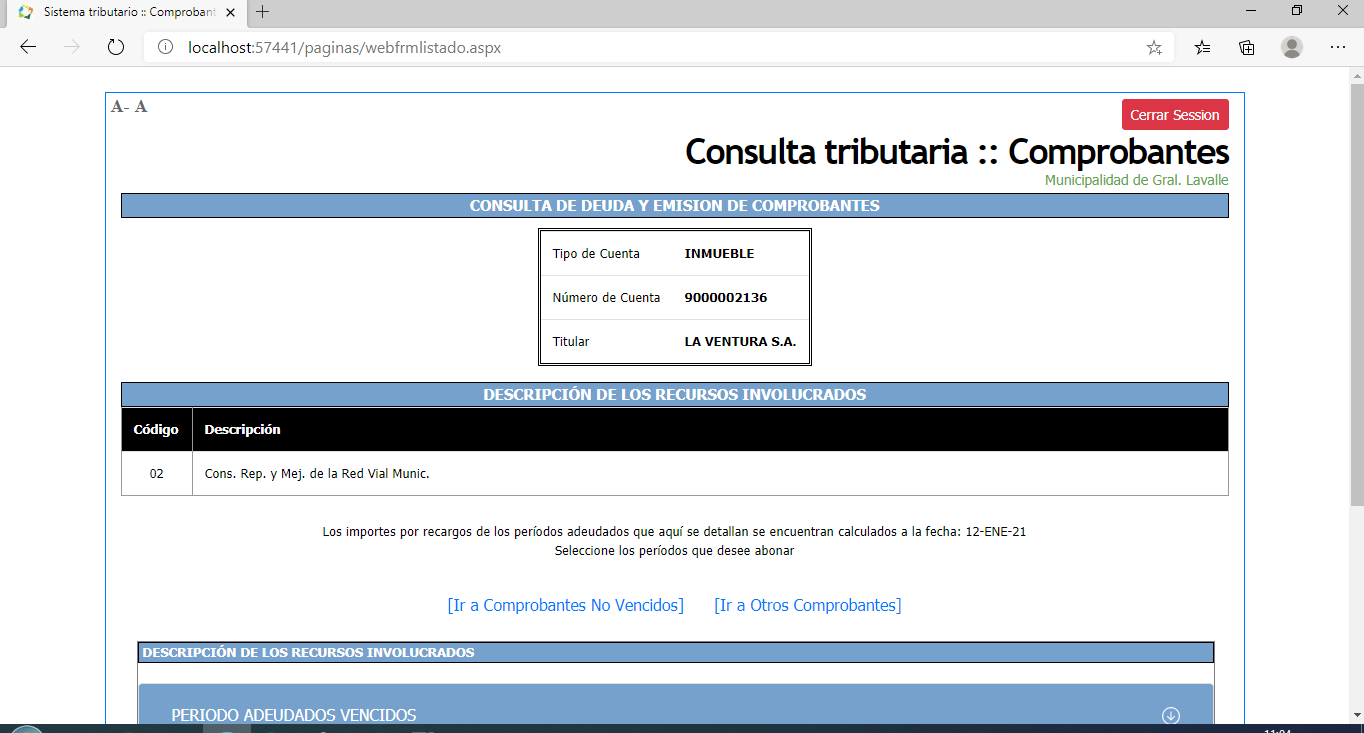 Sistema tributario :: Comprobant
localhost:57441/paginas/webfrmlistado.aspx
A- A
Cerrar Session
Consulta tributaria :: Comprobantes
Municipalidad de Gral. Lavalle
CONSULTA DE DEUDA Y EMISION DE COMPROBANTES
Tipo de Cuenta INMUEBLE
Número de Cuenta 9000002136
Titular LA VENTURA S.A.
DESCRIPCIÓN DE LOS RECURSOS INVOLUCRADOS
Código Descripción
02 Cons. Rep. y Mej. de la Red Vial Munic.
Los importes por recargos de los períodos adeudados que aquí se detallan se encuentran calculados a la fecha: 12-ENE-21
Seleccione los períodos que desee abonar
[Ir a Comprobantes No Vencidos] [Ir a Otros Comprobantes]
DESCRIPCIÓN DE LOS RECURSOS INVOLUCRADOS
PERIODO ADEUDADOS VENCIDOS